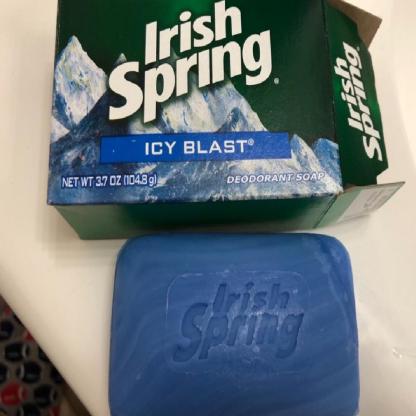 Irish
Spring®
ICY BLAST®
NET WT 3.7 OZ (104.8 g)
DEODORANT SOAP
Irish
Spring
Irish
Spring